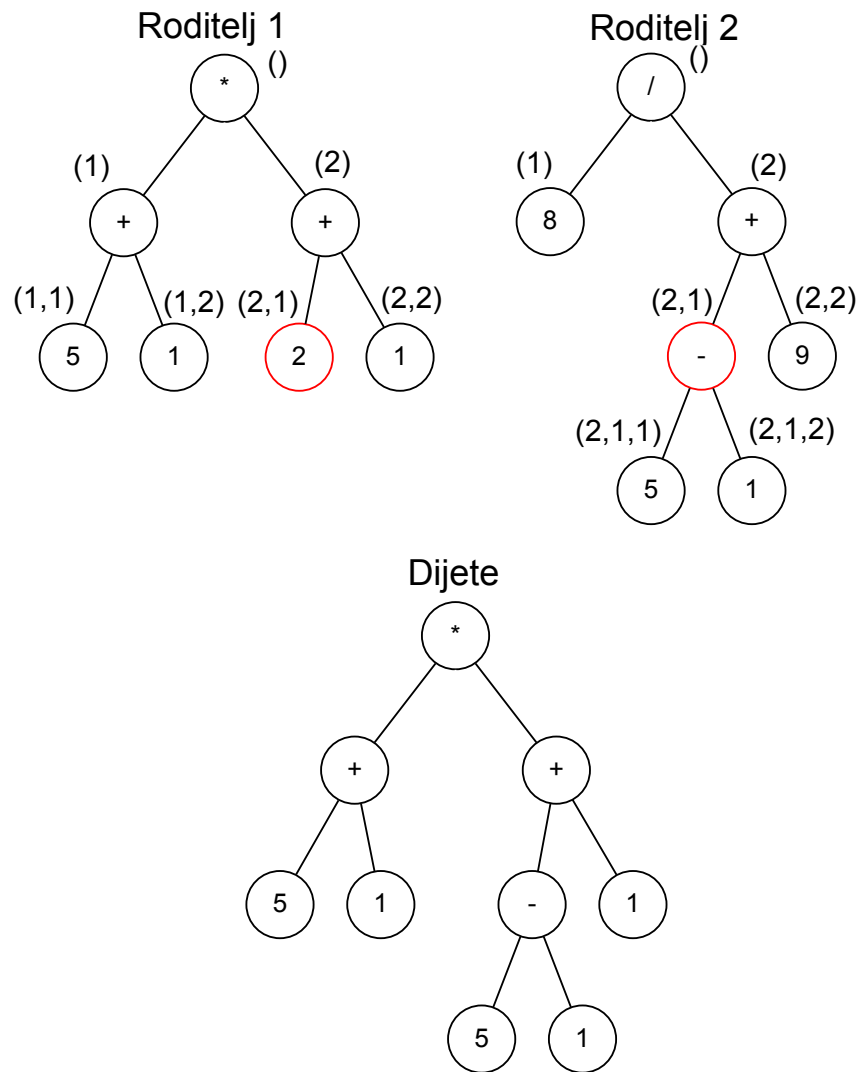 Roditelj 1
* ()
(1) (2)
+ +
(1,1) (1,2) (2,1) (2,2)
5 1 2 1
Roditelj 2
/ ()
(1) (2)
8 +
(2,1) (2,2)
- 9
(2,1,1) (2,1,2)
5 1
Dijete
*
+ +
5 1 - 1
5 1